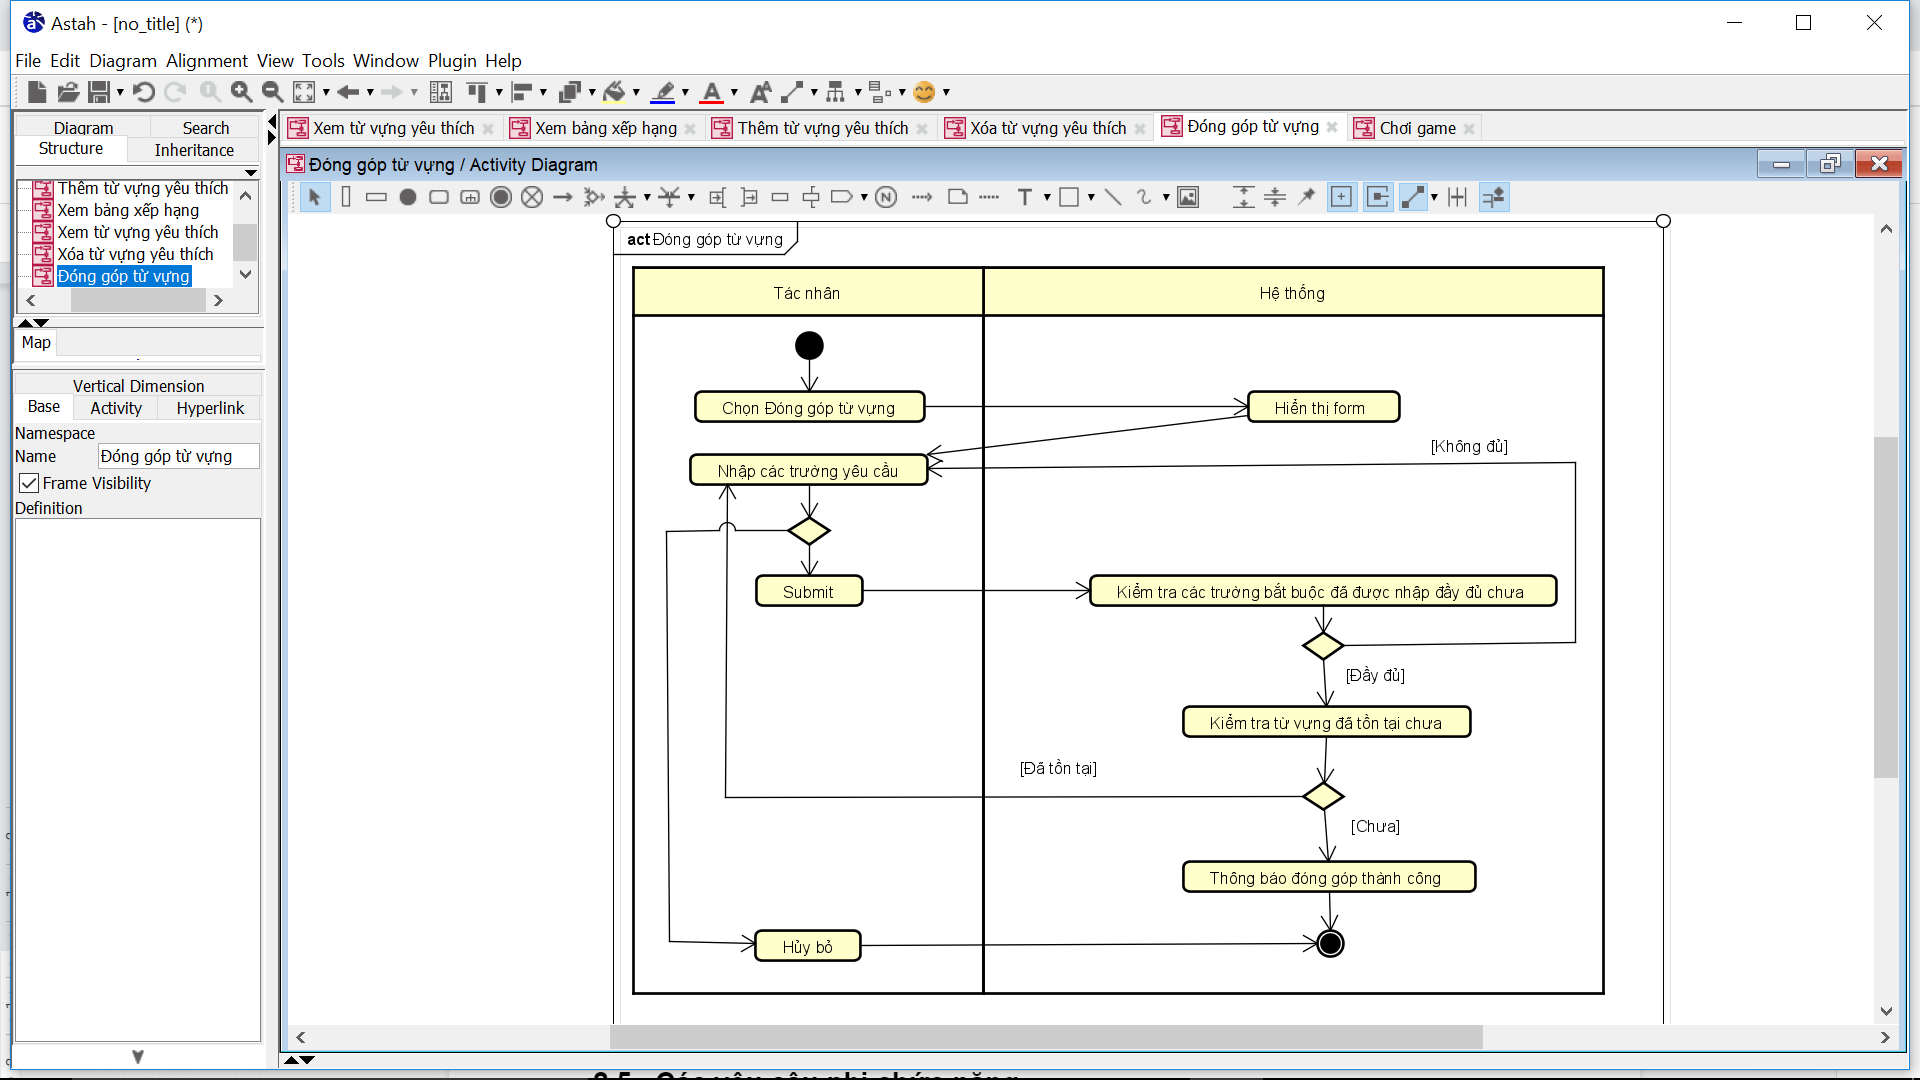 Astah - [no_title] (*)
File Edit Diagram Alignment View Tools Window Plugin Help
Diagram Search
Structure Inheritance
Thêm từ vựng yêu thích
Xem bảng xếp hạng
Xem từ vựng yêu thích
Xóa từ vựng yêu thích
Đóng góp từ vựng
Map
Vertical Dimension
Base Activity Hyperlink
Namespace
Name Đóng góp từ vựng
Frame Visibility
Definition
Xem từ vựng yêu thích Xem bảng xếp hạng Thêm từ vựng yêu thích Xóa từ vựng yêu thích Đóng góp từ vựng Chơi game
Đóng góp từ vựng / Activity Diagram
act Đóng góp từ vựng
Tác nhân Hệ thống
Chọn Đóng góp từ vựng Hiển thị form
[Không đủ]
Nhập các trường yêu cầu
Submit Kiểm tra các trường bắt buộc đã được nhập đầy đủ chưa
[Đầy đủ]
Kiểm tra từ vựng đã tồn tại chưa
[Đã tồn tại]
[Chưa]
Thông báo đóng góp thành công
Hủy bỏ